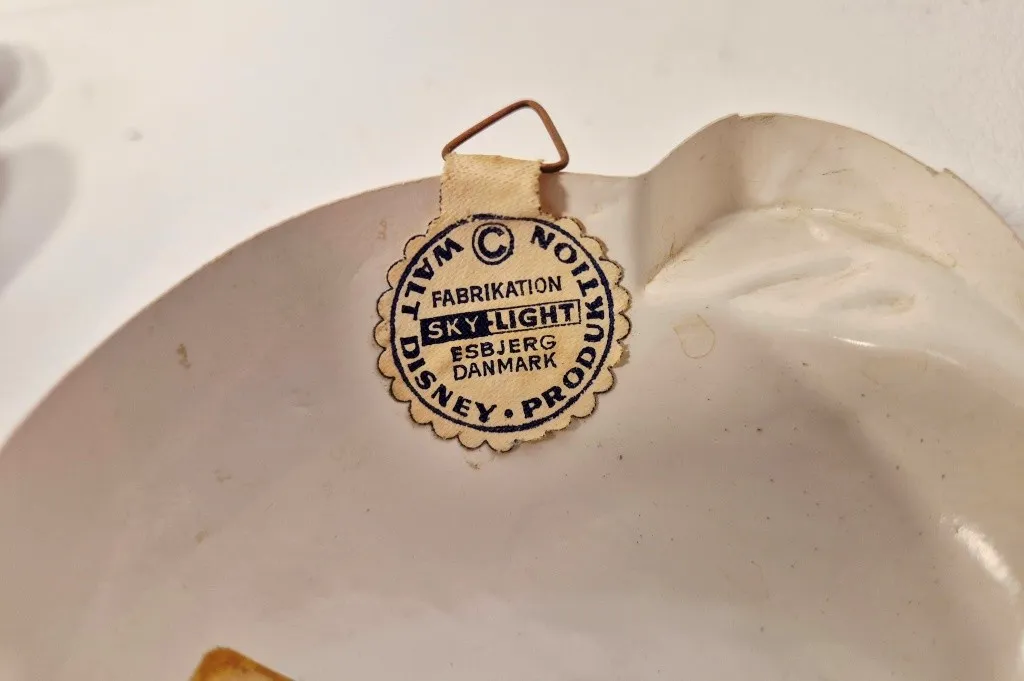 ©
WALT DISNEY • PRODUKTION
FABRIKATION
SKY-LIGHT
ESBJERG
DANMARK